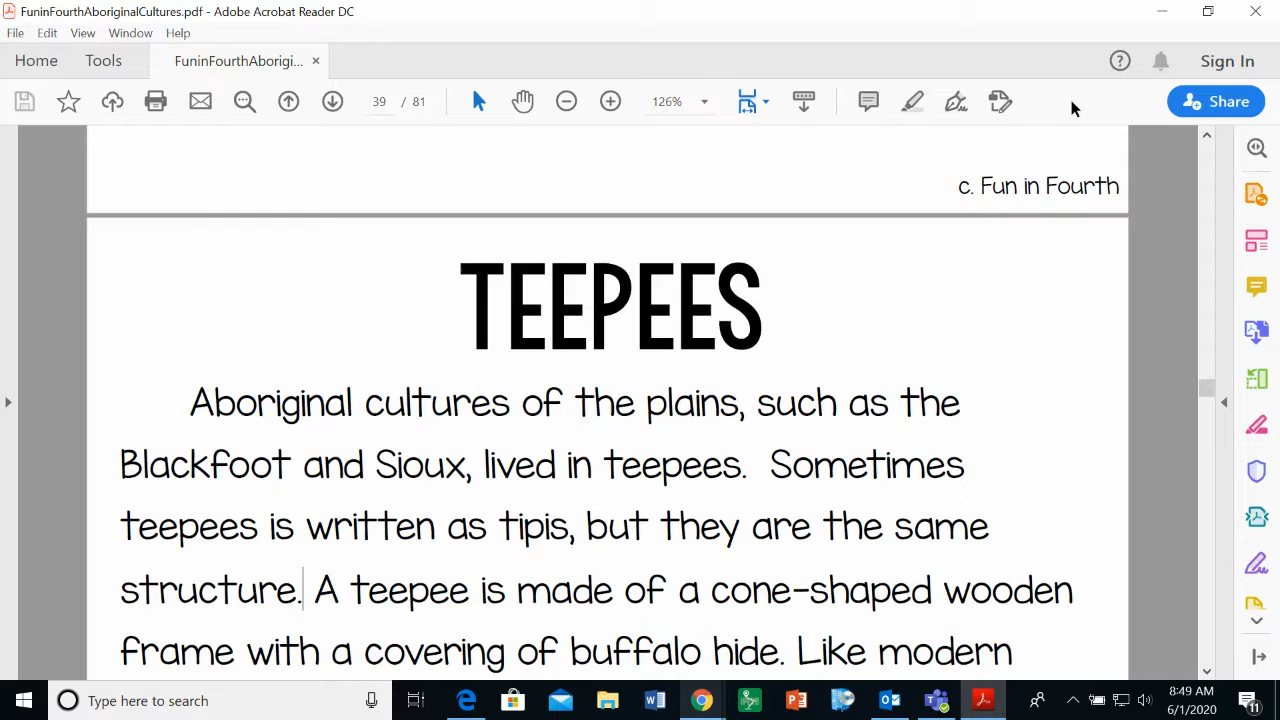 FuninFourthAboriginalCultures.pdf - Adobe Acrobat Reader DC
File Edit View Window Help
Home Tools FuninFourthAborigi... × Sign In
39 / 81 126% Share
c. Fun in Fourth
TEEPEES
Aboriginal cultures of the plains, such as the
Blackfoot and Sioux, lived in teepees. Sometimes
teepees is written as tipis, but they are the same
structure. A teepee is made of a cone-shaped wooden
frame with a covering of buffalo hide. Like modern
Type here to search
8:49 AM
6/1/2020
11